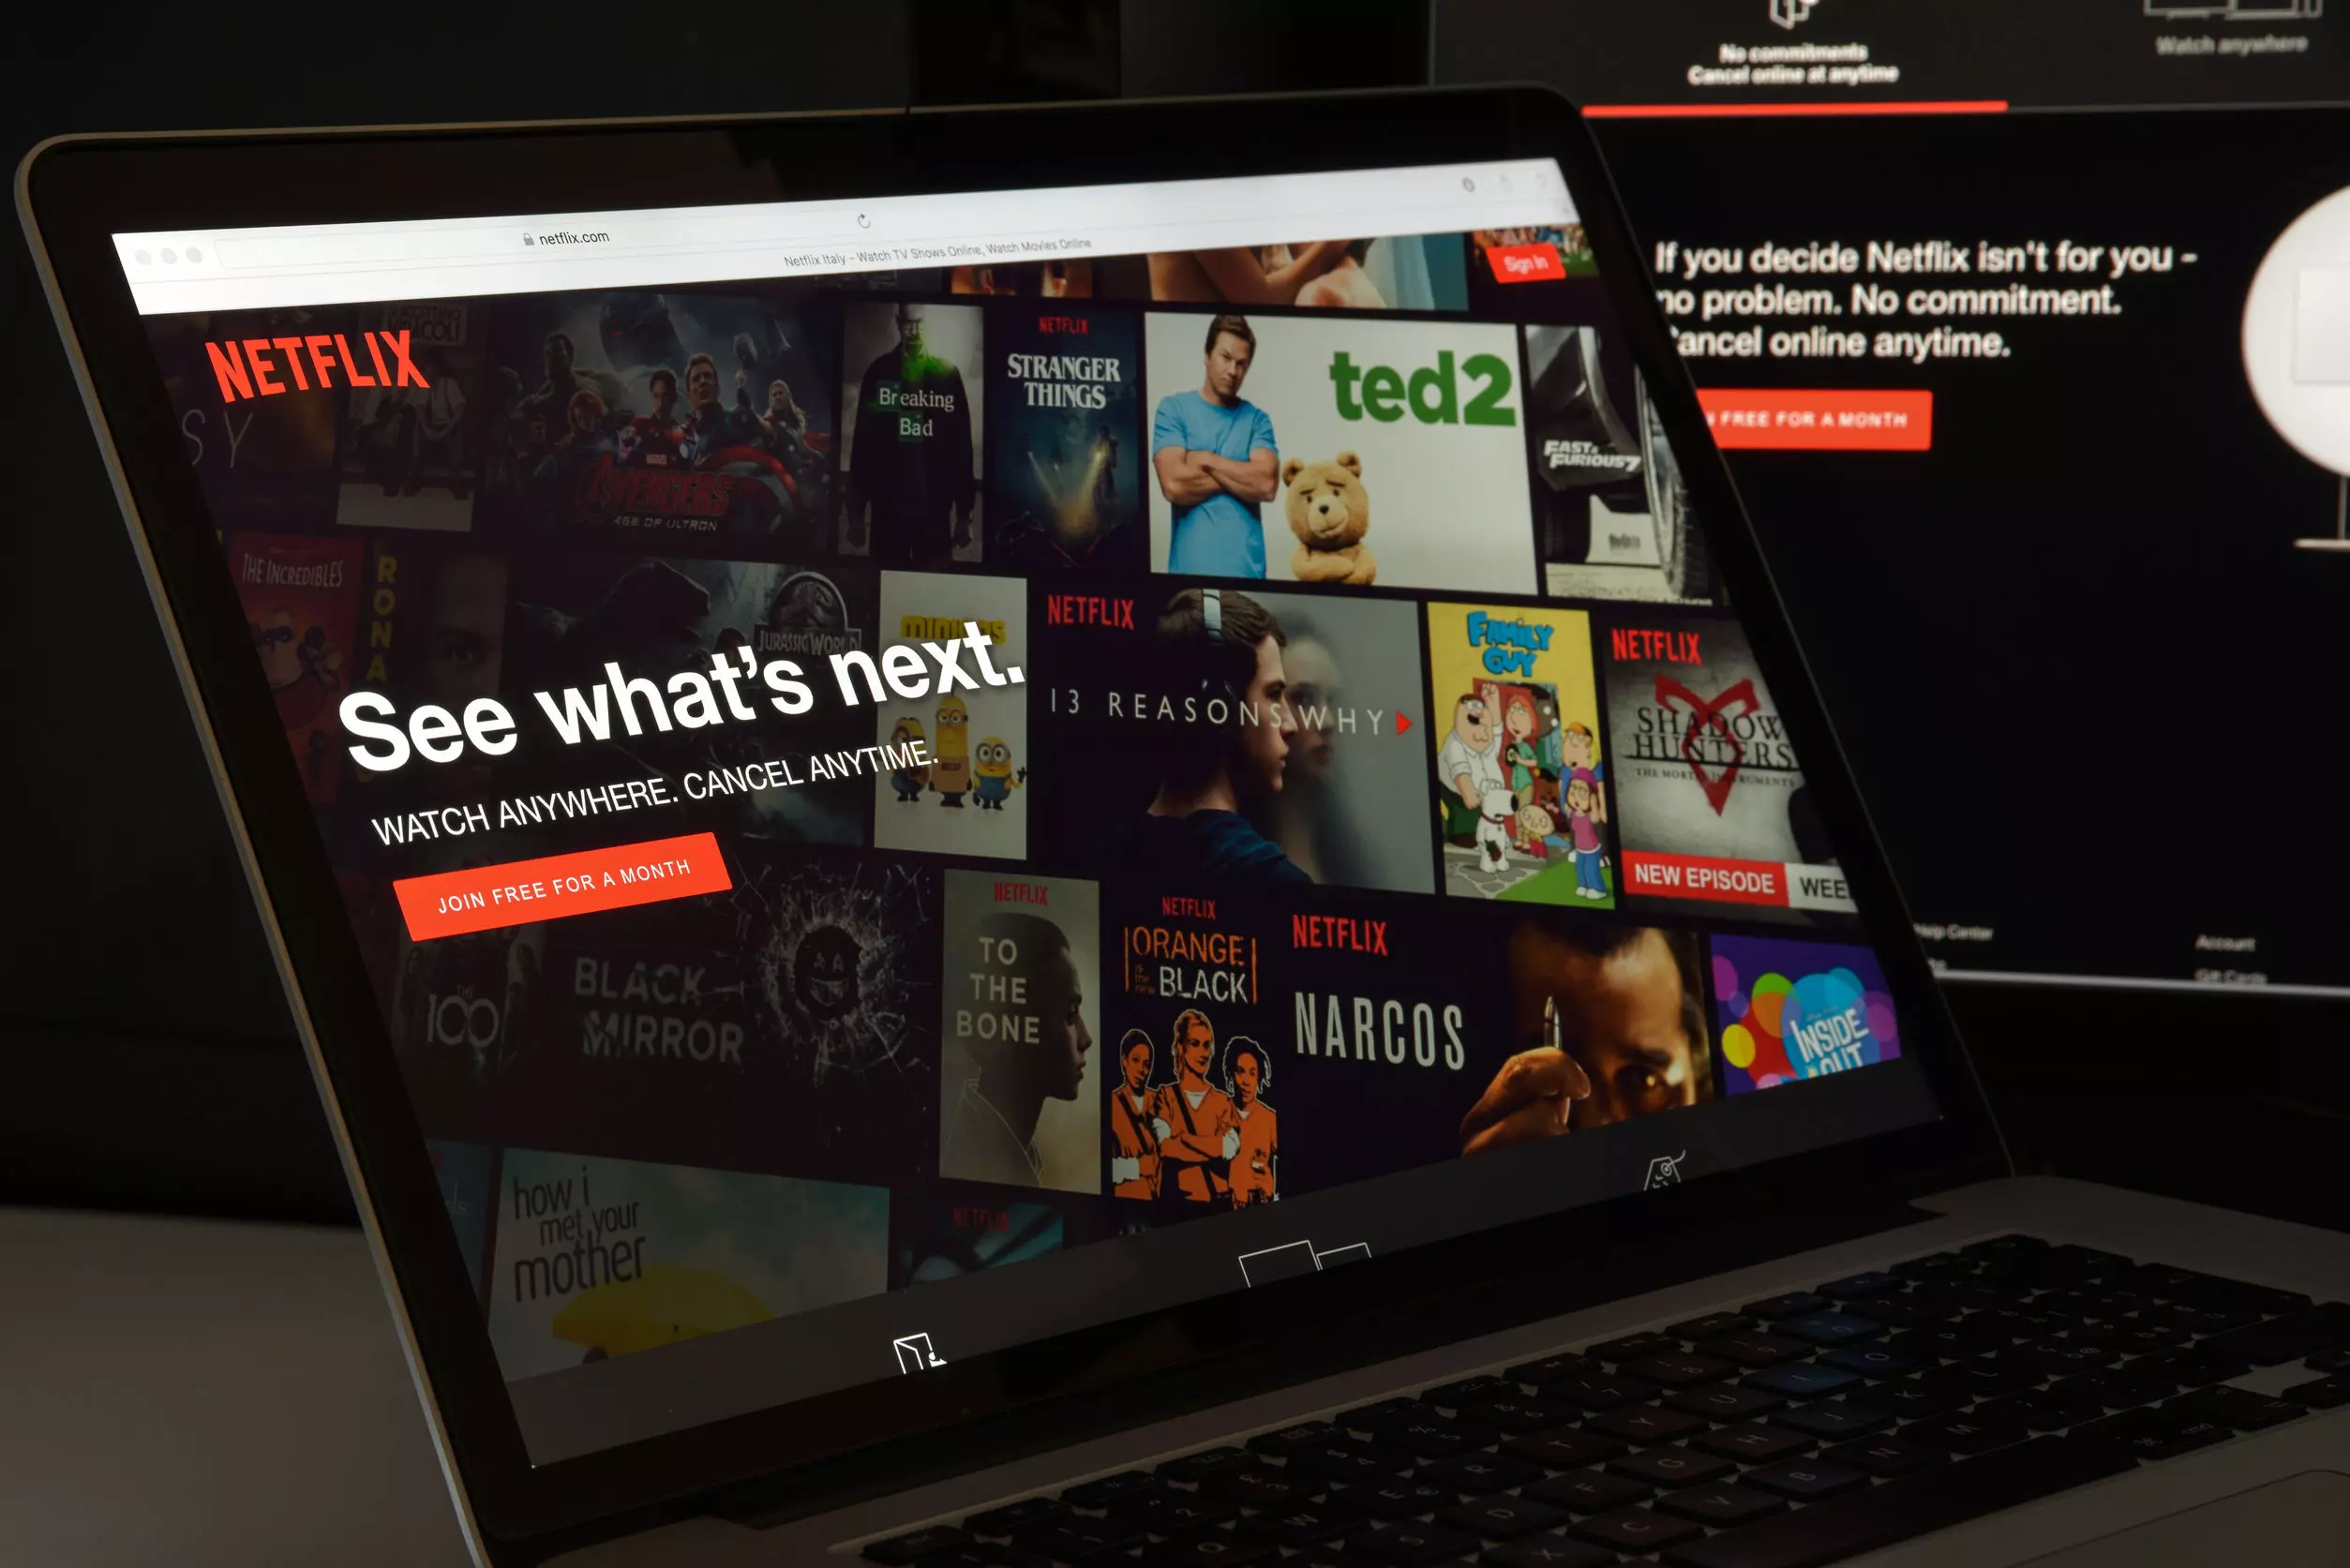 No commitments
Cancel online at anytime
Watch anywhere
If you decide Netflix isn't for you -
no problem. No commitment.
ancel online anytime.
FREE FOR A MONTH
Help Center
Account
Gift Cards
netflix.com
Netflix Italy - Watch TV Shows Online, Watch Movies Online
Sign In
NETFLIX
SY
MARVEL
AVENGERS
AGE OF ULTRON
Breaking
Bad
NETFLIX
STRANGER
THINGS
ted2
FAST &
FURIOUS 7
THE INCREDIBLES
RONA
JURASSIC WORLD
MINIONS
See what's next.
WATCH ANYWHERE. CANCEL ANYTIME.
JOIN FREE FOR A MONTH
NETFLIX
13 REASONS WHY
FAMILY
GUY
NETFLIX
SHADOW
HUNTERS
THE MORTAL INSTRUMENTS
NEW EPISODE
WEE
THE
100
BLACK
MIRROR
NETFLIX
TO
THE
BONE
NETFLIX
ORANGE
is the new
BLACK
NETFLIX
NARCOS
INSIDE
OUT
how i
met your
mother
NETFLIX